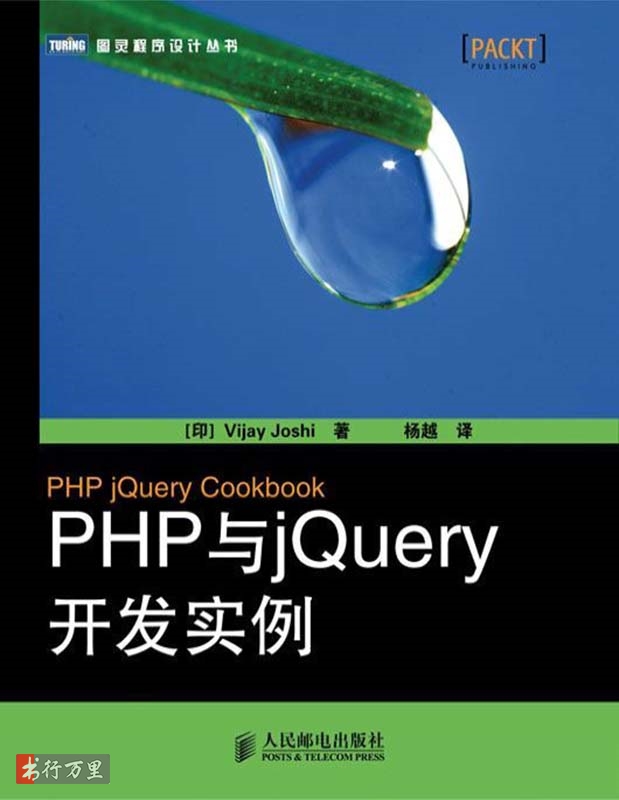 TURING 图灵程序设计丛书
[PACKT]
PUBLISHING
[印] Vijay Joshi 著 杨越 译
PHP jQuery Cookbook
PHP与jQuery
开发实例
人民邮电出版社
POSTS & TELECOM PRESS
书行万里